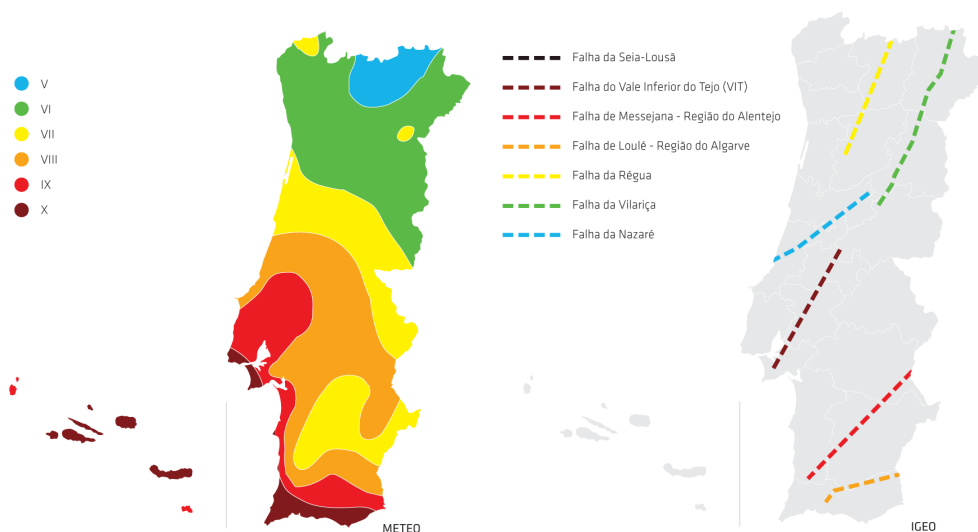 V
VI
VII
VIII
IX
X
METEO
Falha da Seia-Lousã
Falha do Vale Inferior do Tejo (VIT)
Falha de Messejana - Região do Alentejo
Falha de Loulé - Região do Algarve
Falha da Régua
Falha da Vilariça
Falha da Nazaré
IGEO